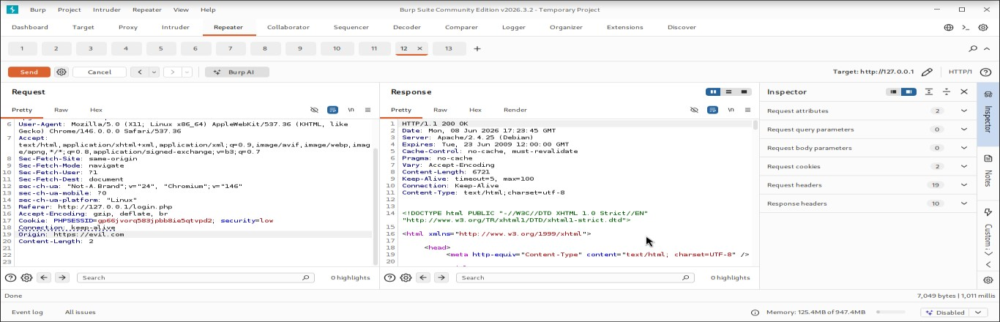 Burp Project Intruder Repeater View Help Burp Suite Community Edition v2026.3.2 - Temporary Project
Dashboard Target Proxy Intruder Repeater Collaborator Sequencer Decoder Comparer Logger Organizer Extensions Discover
1 2 3 4 5 6 7 8 9 10 11 12 × 13 +
Send Cancel < > Burp AI Target: http://127.0.0.1 HTTP/1
Request
Pretty Raw Hex \n
6 User-Agent: Mozilla/5.0 (X11; Linux x86_64) AppleWebKit/537.36 (KHTML, like
Gecko) Chrome/146.0.0.0 Safari/537.36
7 Accept:
text/html,application/xhtml+xml,application/xml;q=0.9,image/avif,image/webp,imag
e/apng,*/*;q=0.8,application/signed-exchange;v=b3;q=0.7
8 Sec-Fetch-Site: same-origin
9 Sec-Fetch-Mode: navigate
10 Sec-Fetch-User: ?1
11 Sec-Fetch-Dest: document
12 sec-ch-ua: "Not-A.Brand";v="24", "Chromium";v="146"
13 sec-ch-ua-mobile: ?0
14 sec-ch-ua-platform: "Linux"
15 Referer: http://127.0.0.1/login.php
16 Accept-Encoding: gzip, deflate, br
17 Cookie: PHPSESSID=gp66jvorq583jpbb8ie5qtvpd2; security=low
18 Connection: keep-alive
19 Origin: https://evil.com
20 Content-Length: 2
21
22
23
Search 0 highlights
Response
Pretty Raw Hex Render \n
1 HTTP/1.1 200 OK
2 Date: Mon, 08 Jun 2026 17:23:45 GMT
3 Server: Apache/2.4.25 (Debian)
4 Expires: Tue, 23 Jun 2009 12:00:00 GMT
5 Cache-Control: no-cache, must-revalidate
6 Pragma: no-cache
7 Vary: Accept-Encoding
8 Content-Length: 6721
9 Keep-Alive: timeout=5, max=100
10 Connection: Keep-Alive
11 Content-Type: text/html;charset=utf-8
12
13
14 <!DOCTYPE html PUBLIC "-//W3C//DTD XHTML 1.0 Strict//EN"
"http://www.w3.org/TR/xhtml1/DTD/xhtml1-strict.dtd">
15
16 <html xmlns="http://www.w3.org/1999/xhtml">
17
18 <head>
19 <meta http-equiv="Content-Type" content="text/html; charset=UTF-8" />
20
Search 0 highlights
Inspector
Request attributes 2
Request query parameters 0
Request body parameters 0
Request cookies 2
Request headers 19
Response headers 10
Inspector
Notes
Custom
Done 7,049 bytes | 1,011 millis
Event log All issues Memory: 125.4MB of 947.4MB Disabled